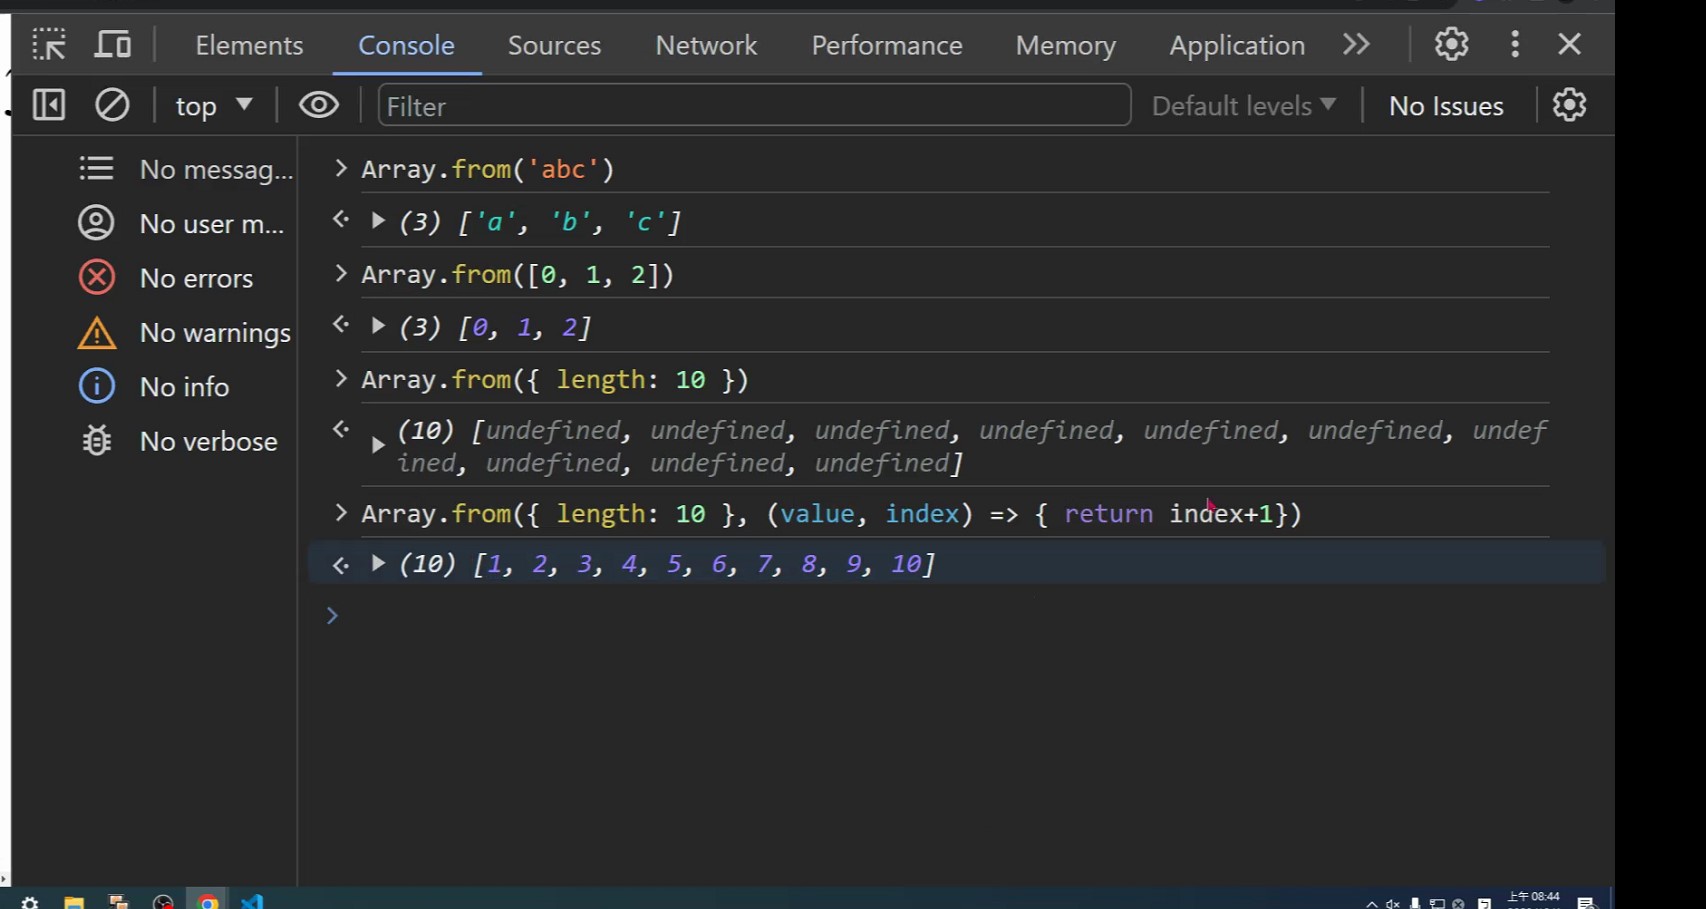 Elements Console Sources Network Performance Memory Application
top Filter Default levels No Issues
No messag...
No user m...
No errors
No warnings
No info
No verbose
> Array.from('abc')
(3) ['a', 'b', 'c']
> Array.from([0, 1, 2])
(3) [0, 1, 2]
> Array.from({ length: 10 })
(10) [undefined, undefined, undefined, undefined, undefined, undefined, undef
ined, undefined, undefined, undefined]
> Array.from({ length: 10 }, (value, index) => { return index+1})
(10) [1, 2, 3, 4, 5, 6, 7, 8, 9, 10]
>
上午 08:44